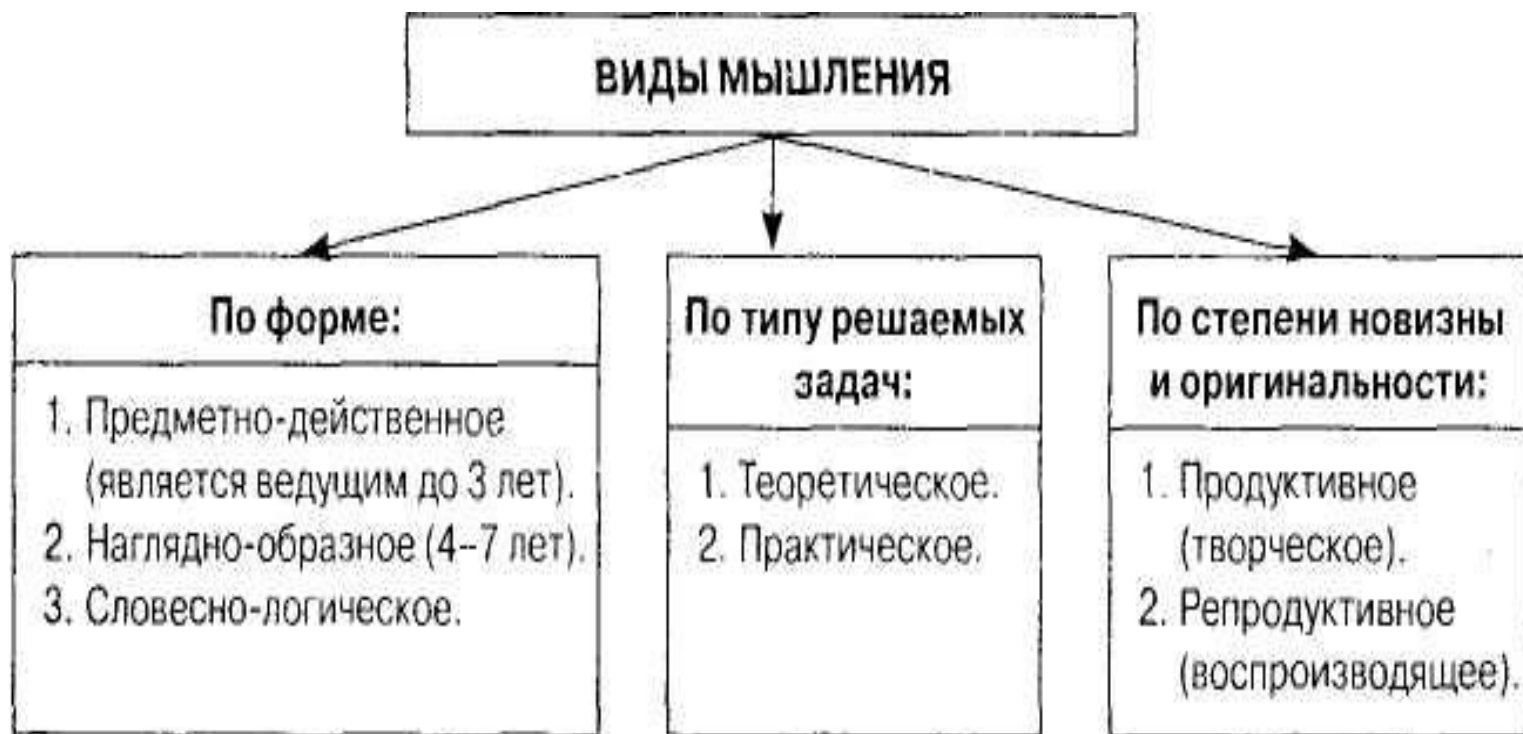 ВИДЫ МЫШЛЕНИЯ
По форме:
1. Предметно-действенное
(является ведущим до 3 лет).
2. Наглядно-образное (4--7 лет).
3. Словесно-логическое.
По типу решаемых
задач:
1. Теоретическое.
2. Практическое.
По степени новизны
и оригинальности:
1. Продуктивное
(творческое).
2. Репродуктивное
(воспроизводящее).